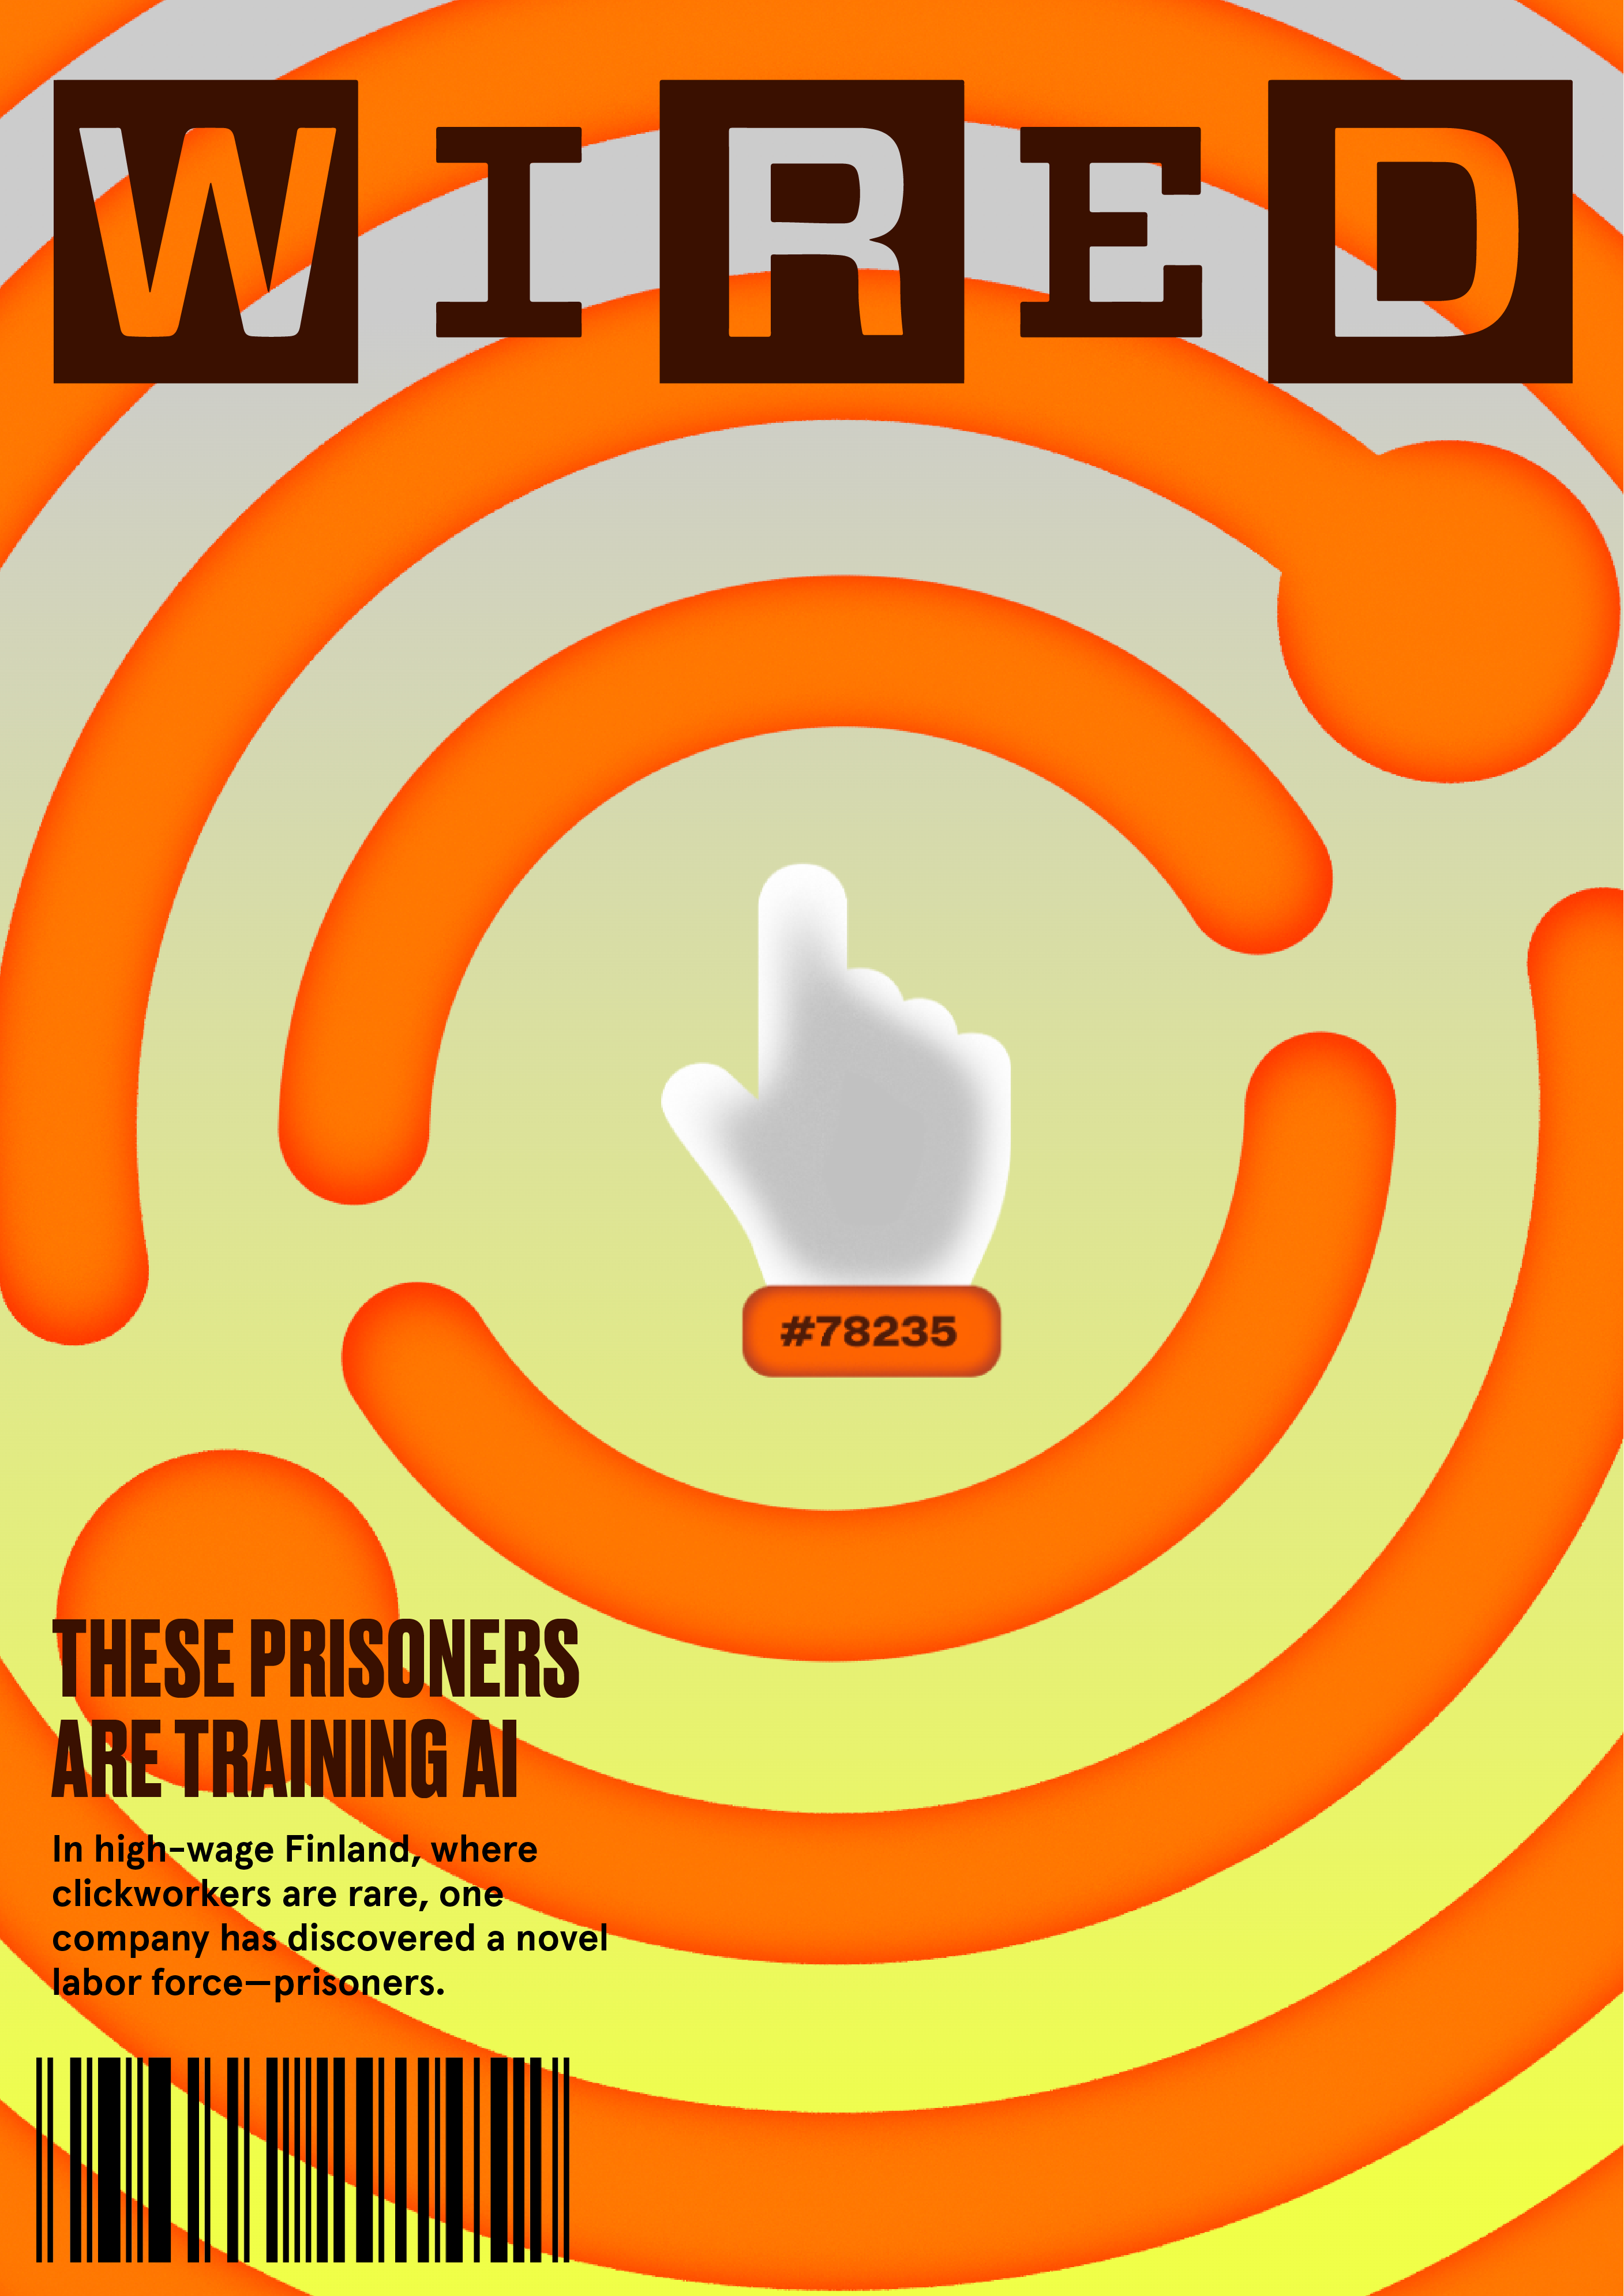 WIRED
#78235
THESE PRISONERS
ARE TRAINING AI
In high-wage Finland, where
clickworkers are rare, one
company has discovered a novel
labor force—prisoners.